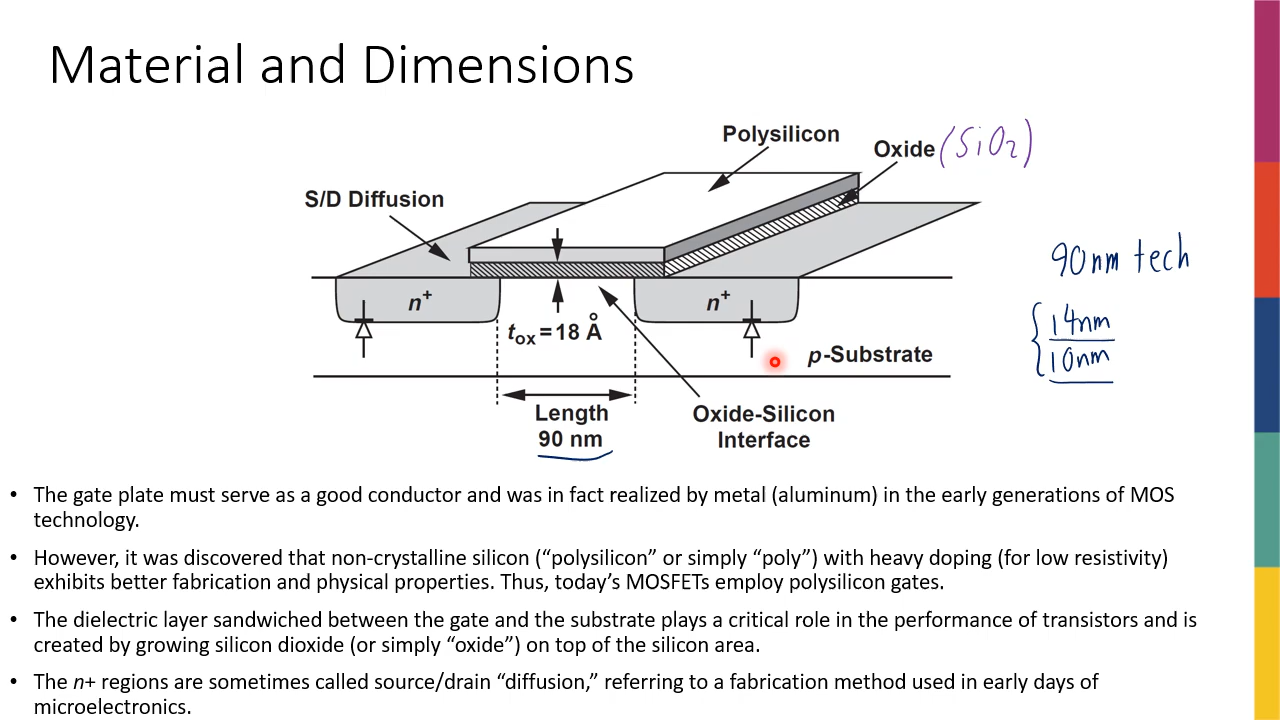 Material and Dimensions
Polysilicon
Oxide (SiO2)
S/D Diffusion
90nm tech
n+
n+
14nm
tox = 18 Å
10nm
p-Substrate
Length
90 nm
Oxide-Silicon
Interface
• The gate plate must serve as a good conductor and was in fact realized by metal (aluminum) in the early generations of MOS
technology.
• However, it was discovered that non-crystalline silicon (“polysilicon” or simply “poly”) with heavy doping (for low resistivity)
exhibits better fabrication and physical properties. Thus, today’s MOSFETs employ polysilicon gates.
• The dielectric layer sandwiched between the gate and the substrate plays a critical role in the performance of transistors and is
created by growing silicon dioxide (or simply “oxide”) on top of the silicon area.
• The n+ regions are sometimes called source/drain “diffusion,” referring to a fabrication method used in early days of
microelectronics.